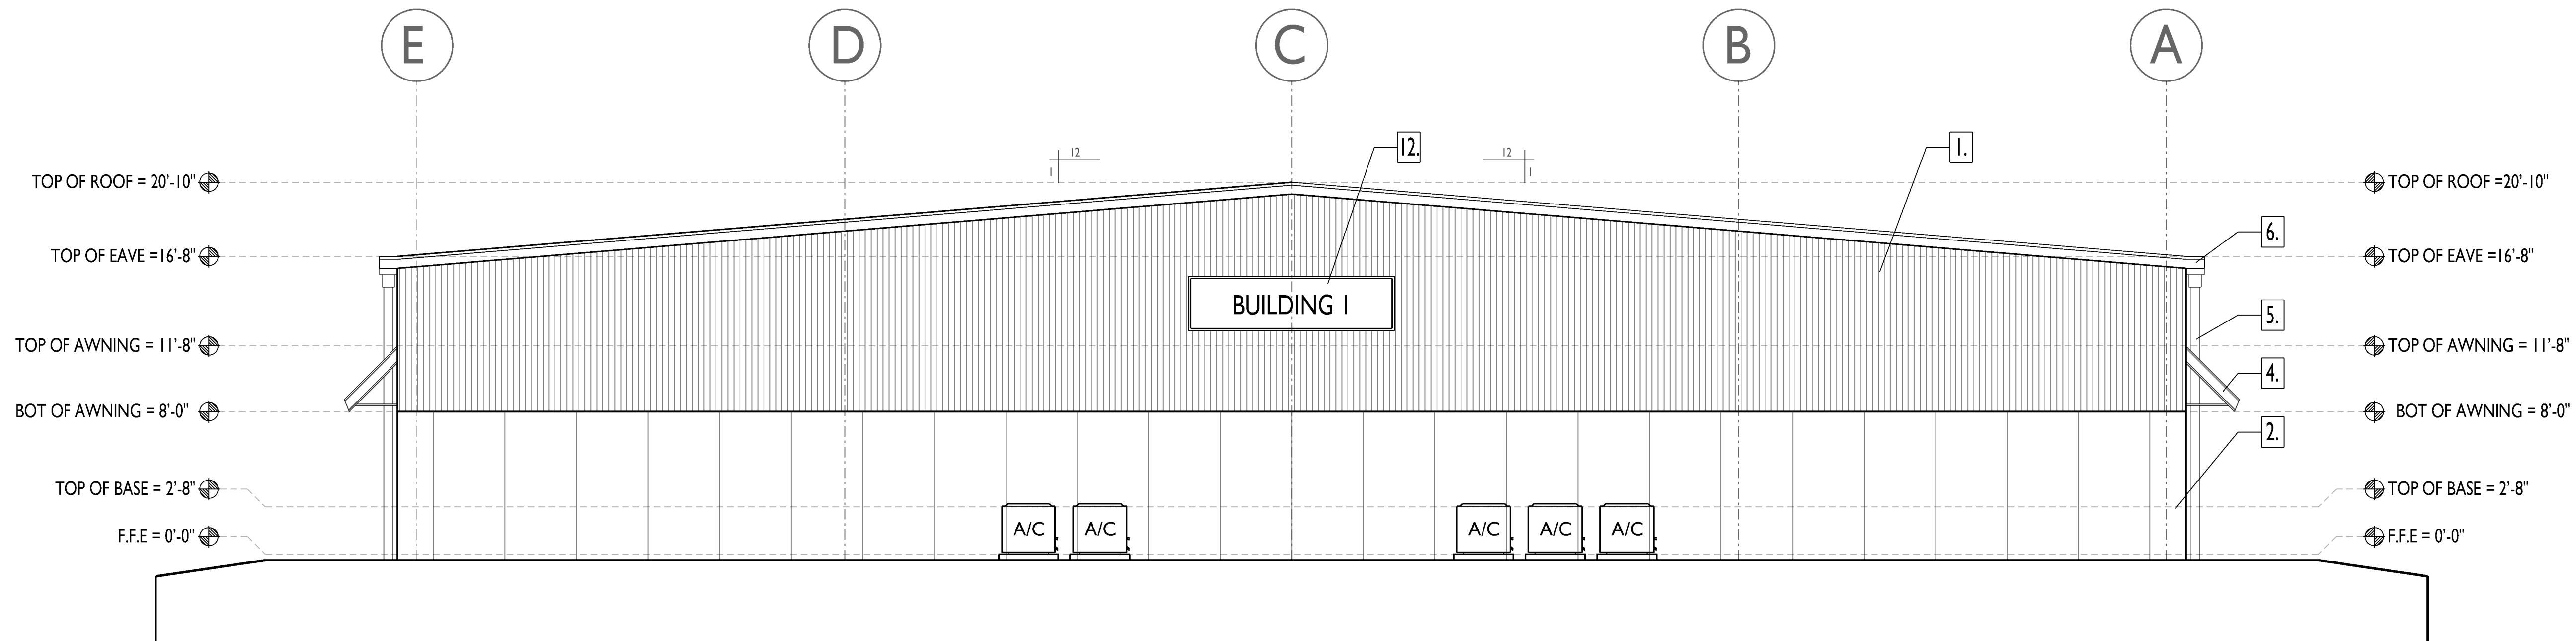 E D C B A
12. 1.
12 12
1 1
TOP OF ROOF = 20'-10" TOP OF ROOF =20'-10"
6.
TOP OF EAVE =16'-8" TOP OF EAVE =16'-8"
BUILDING 1
5.
TOP OF AWNING = 11'-8" TOP OF AWNING = 11'-8"
4.
BOT OF AWNING = 8'-0" BOT OF AWNING = 8'-0"
2.
TOP OF BASE = 2'-8" TOP OF BASE = 2'-8"
A/C A/C A/C A/C A/C
F.F.E = 0'-0" F.F.E = 0'-0"